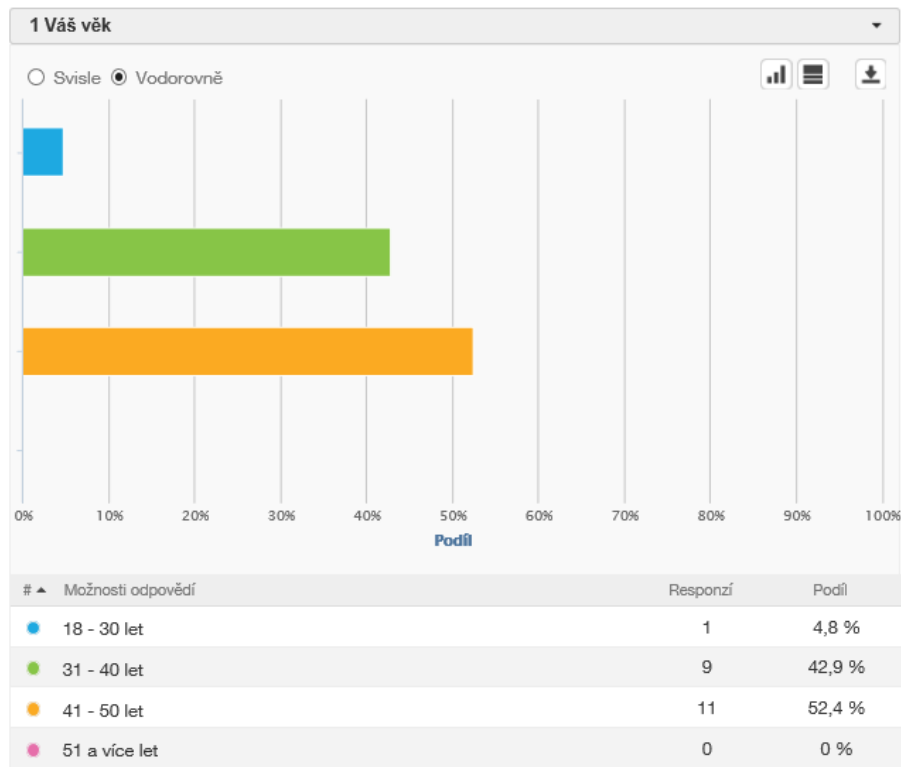 1 Váš věk
Svisle Vodorovně
0% 10% 20% 30% 40% 50% 60% 70% 80% 90% 100%
Podíl
# Možnosti odpovědí Responzí Podíl
18 - 30 let 1 4,8 %
31 - 40 let 9 42,9 %
41 - 50 let 11 52,4 %
51 a více let 0 0 %